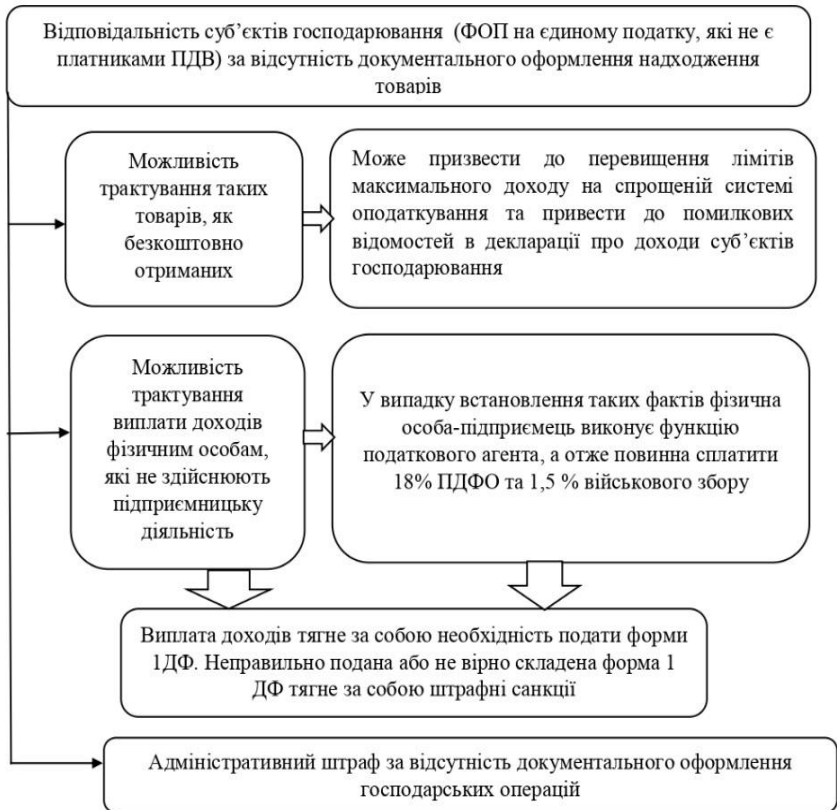 Відповідальність суб’єктів господарювання (ФОП на єдиному податку, які не є
платниками ПДВ) за відсутність документального оформлення надходження
товарів
Можливість
трактування таких
товарів, як
безкоштовно
отриманих
Може призвести до перевищення лімітів
максимального доходу на спрощеній системі
оподаткування та привести до помилкових
відомостей в декларації про доходи суб’єктів
господарювання
Можливість
трактування
виплати доходів
фізичним особам,
які не здійснюють
підприємницьку
діяльність
У випадку встановлення таких фактів фізична
особа-підприємець виконує функцію
податкового агента, а отже повинна сплатити
18% ПДФО та 1,5 % військового збору
Виплата доходів тягне за собою необхідність подати форми
1ДФ. Неправильно подана або не вірно складена форма 1
ДФ тягне за собою штрафні санкції
Адміністративний штраф за відсутність документального оформлення
господарських операцій